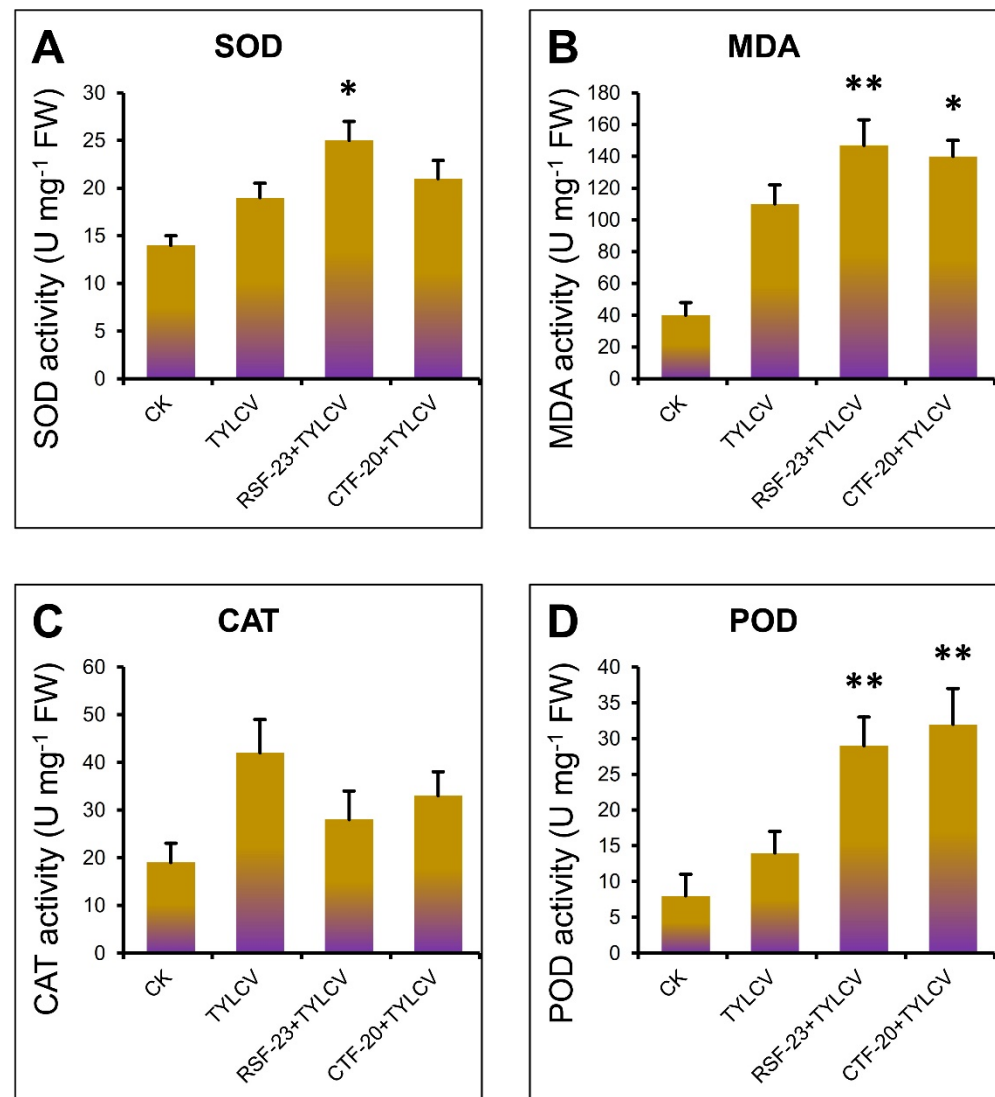 A
SOD
*
SOD activity (U mg⁻¹ FW)
30
25
20
15
10
5
0
CK
TYLCV
RSF-23+TYLCV
CTF-20+TYLCV
B
MDA
**
*
MDA activity (U mg⁻¹ FW)
180
160
140
120
100
80
60
40
20
0
CK
TYLCV
RSF-23+TYLCV
CTF-20+TYLCV
C
CAT
CAT activity (U mg⁻¹ FW)
60
50
40
30
20
10
0
CK
TYLCV
RSF-23+TYLCV
CTF-20+TYLCV
D
POD
**
**
POD activity (U mg⁻¹ FW)
40
35
30
25
20
15
10
5
0
CK
TYLCV
RSF-23+TYLCV
CTF-20+TYLCV